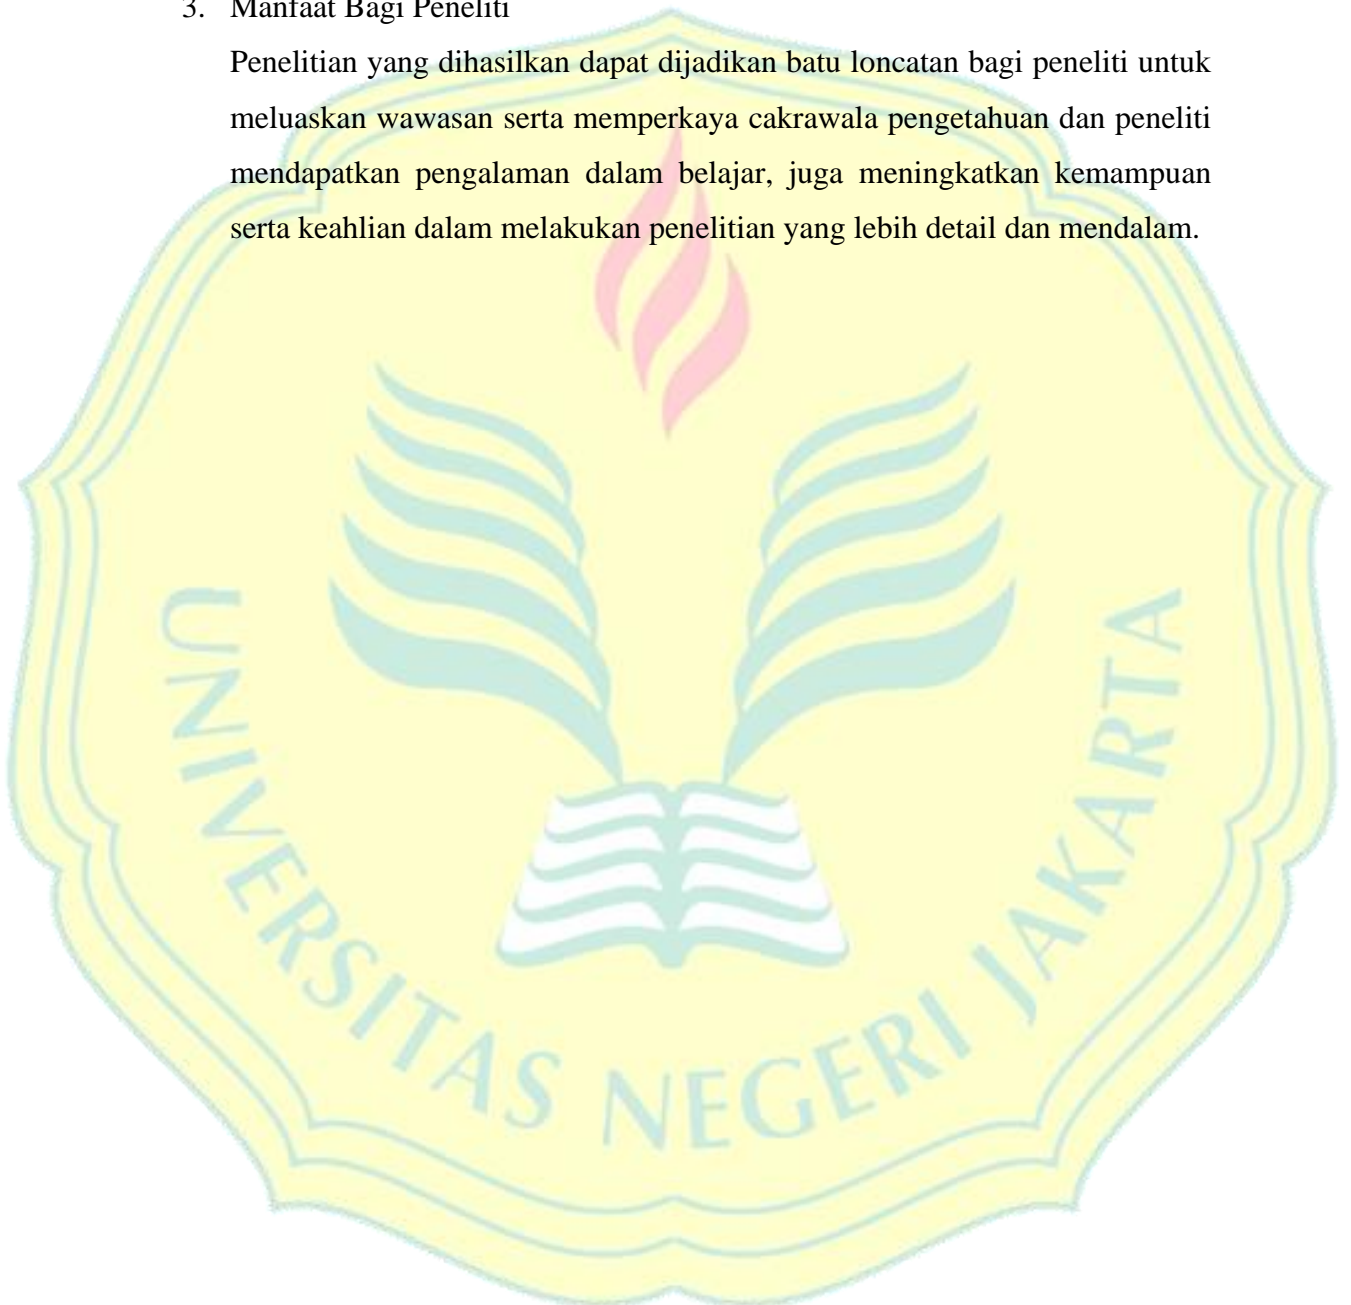 3. Manfaat Bagi Peneliti
Penelitian yang dihasilkan dapat dijadikan batu loncatan bagi peneliti untuk
meluaskan wawasan serta memperkaya cakrawala pengetahuan dan peneliti
mendapatkan pengalaman dalam belajar, juga meningkatkan kemampuan
serta keahlian dalam melakukan penelitian yang lebih detail dan mendalam.
UNIVERSITAS NEGERI JAKARTA